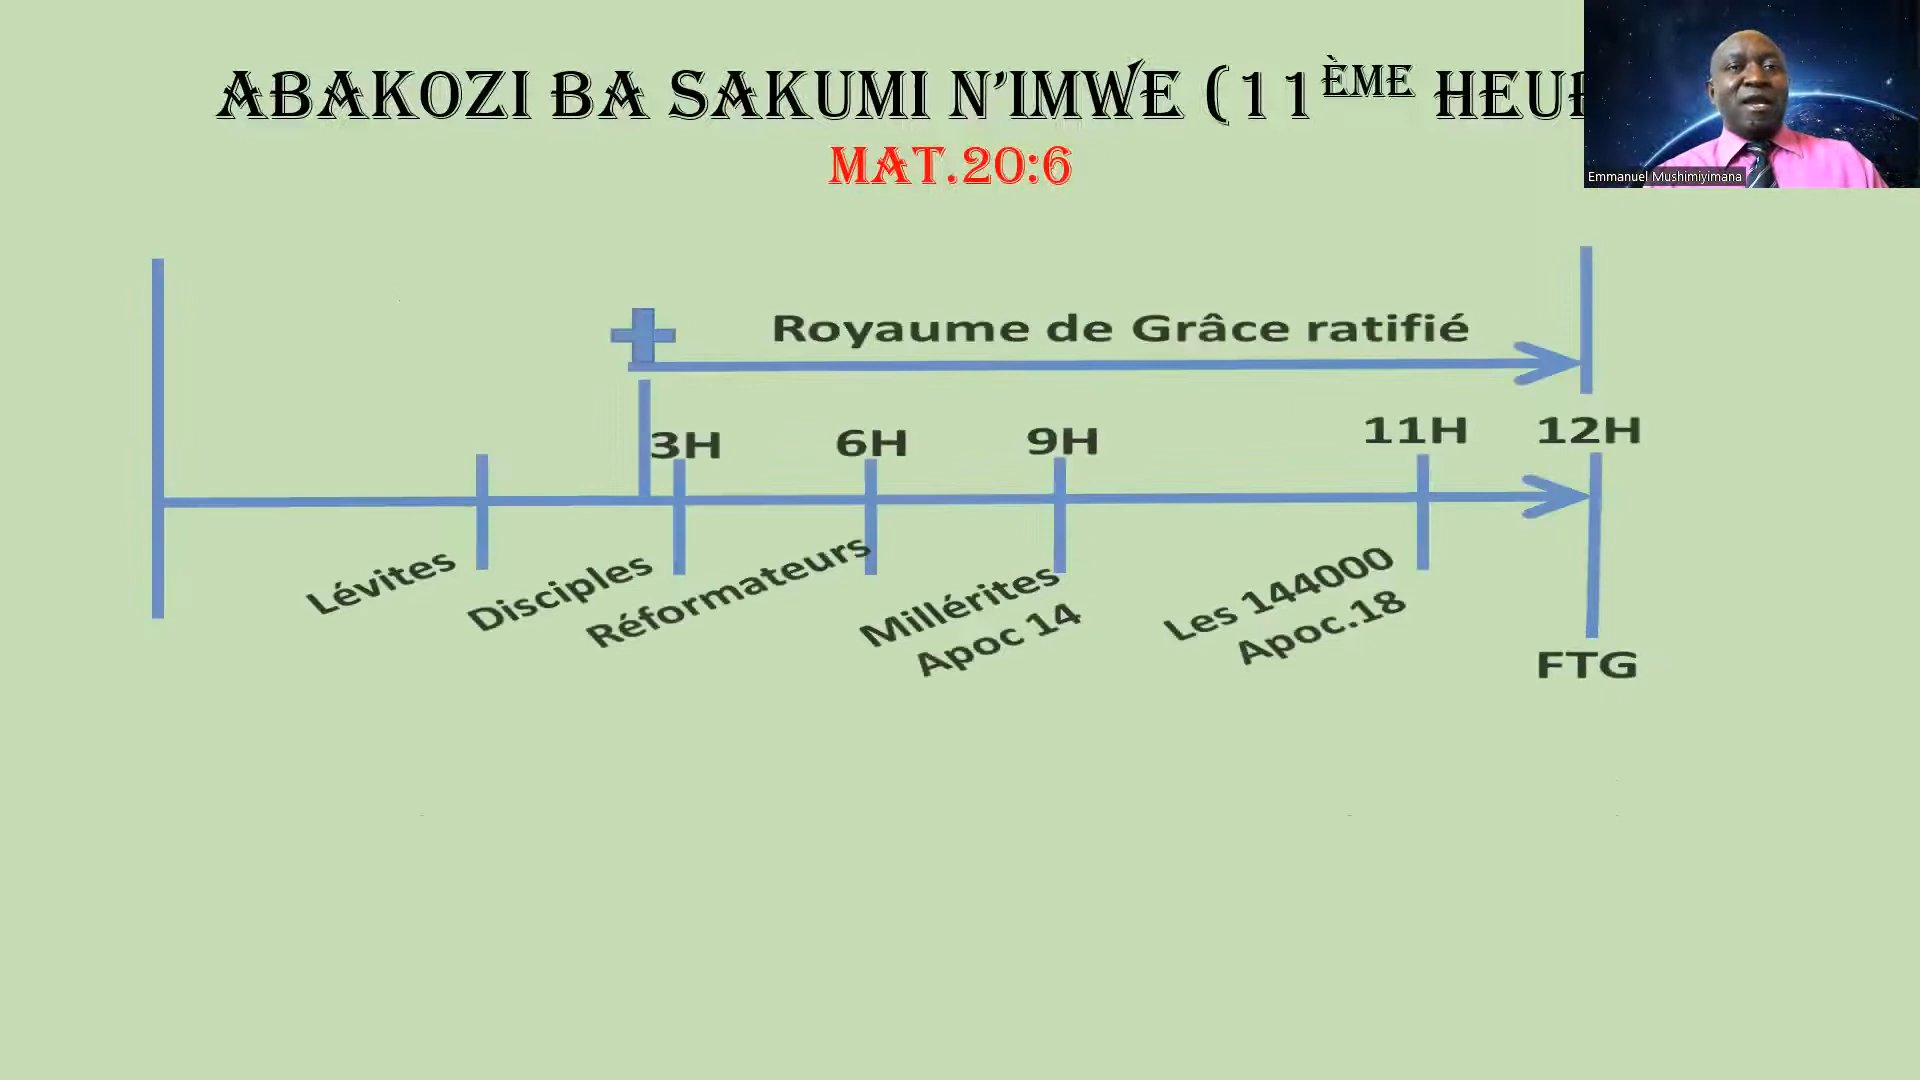 ABAKOZI BA SAKUMI N'IMWE (11ÈME HEU
MAT.20:6
Emmanuel Mushimiyimana
Royaume de Grâce ratifié
3H
6H
9H
11H
12H
Lévites
Disciples
Réformateurs
Millérites
Apoc 14
Les 144000
Apoc.18
FTG